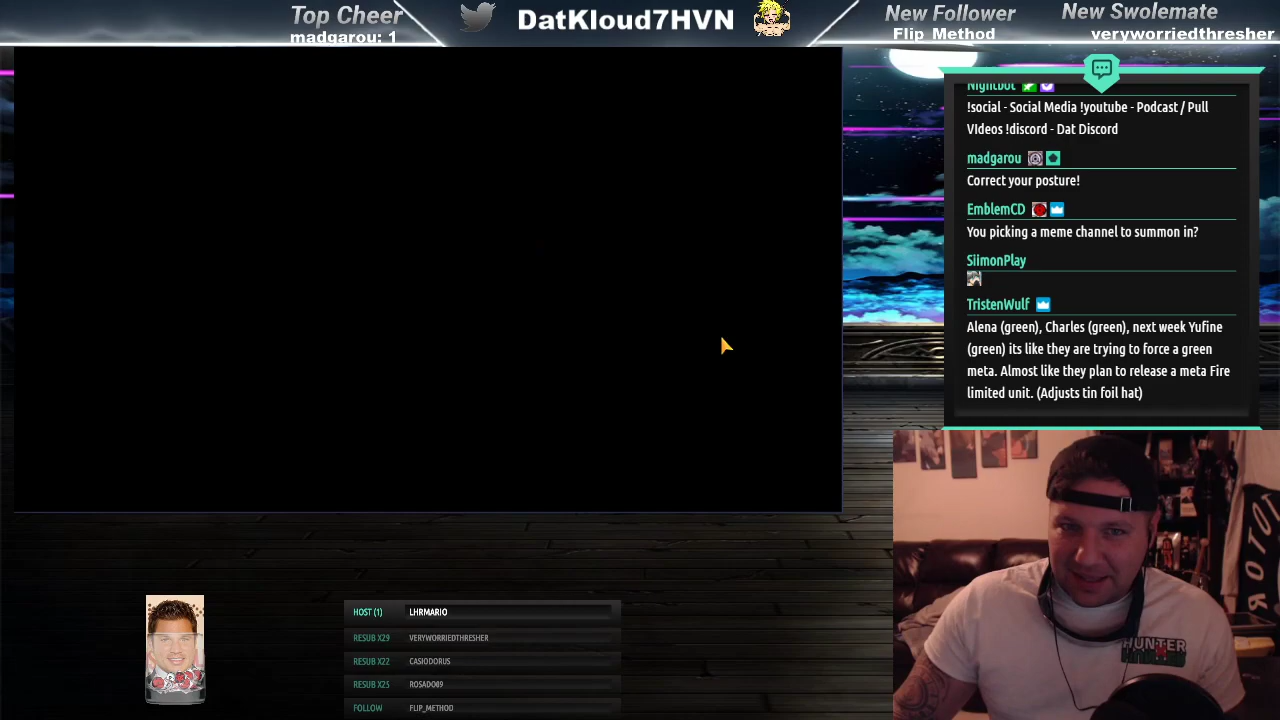 Top Cheer
madgarou: 1
DatKloud7HVN
New Follower
Flip_Method
New Swolemate
veryworriedthresher
Nightbot
!social - Social Media !youtube - Podcast / Pull
VIdeos !discord - Dat Discord
madgarou
Correct your posture!
EmblemCD
You picking a meme channel to summon in?
SiimonPlay
TristenWulf
Alena (green), Charles (green), next week Yufine
(green) its like they are trying to force a green
meta. Almost like they plan to release a meta Fire
limited unit. (Adjusts tin foil hat)
HUNTER
HOST (1) LHRMARIO
RESUB X29 VERYWORRIEDTHRESHER
RESUB X22 CASIODORUS
RESUB X25 ROSADO89
FOLLOW FLIP_METHOD